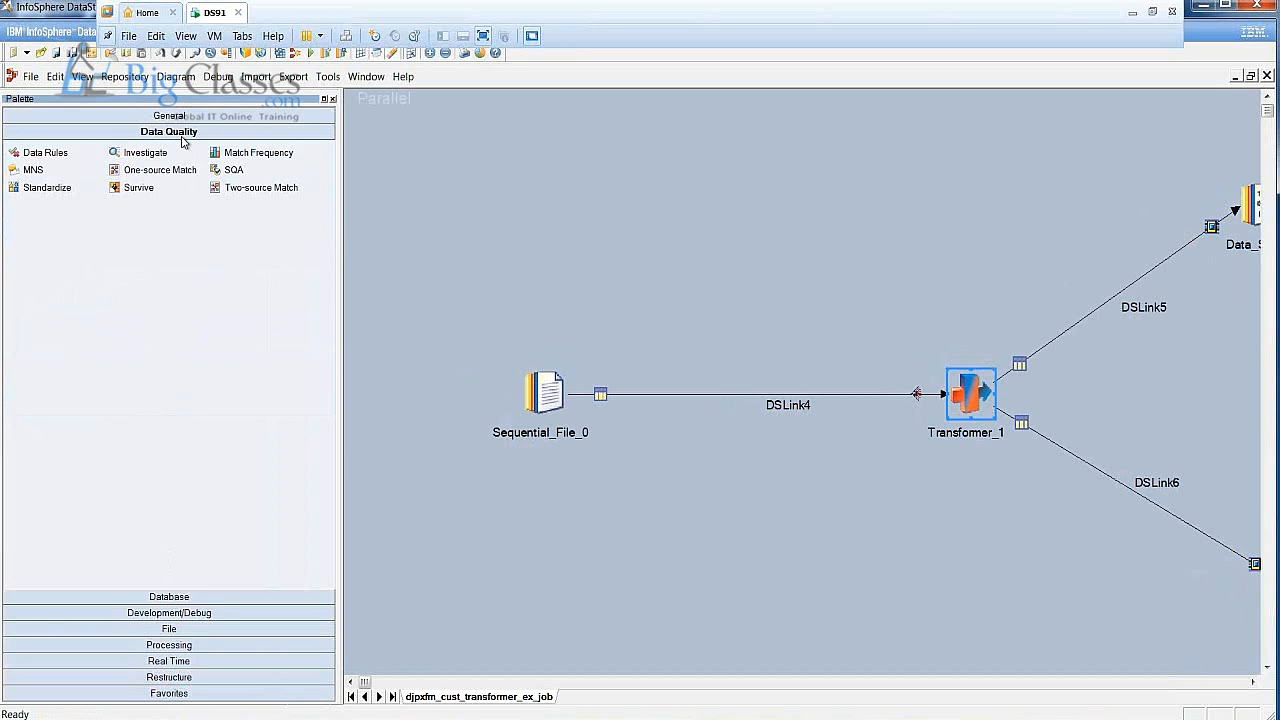 InfoSphere DataSt
Home
DS91
File Edit View VM Tabs Help
IBM InfoSphere Data
IBM
File Edit View Repository Diagram Debug Import Export Tools Window Help
BigClasses
.com
Global IT Online Training
Palette
Parallel
General
Data Quality
Data Rules Investigate Match Frequency
MNS One-source Match SQA
Standardize Survive Two-source Match
Data_S
DSLink5
DSLink4
Sequential_File_0
Transformer_1
DSLink6
Database
Development/Debug
File
Processing
Real Time
Restructure
Favorites
djpxfm_cust_transformer_ex_job
Ready